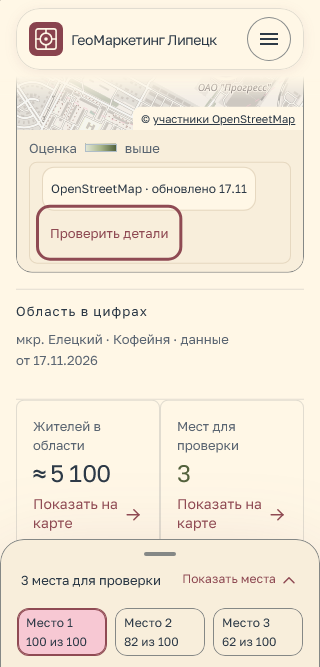 ГеоМаркетинг Липецк
ОАО "Прогресс"
© участники OpenStreetMap
Оценка выше
OpenStreetMap · обновлено 17.11
Проверить детали
Область в цифрах
мкр. Елецкий · Кофейня · данные
от 17.11.2026
Жителей в
области
≈ 5 100
Показать на
карте →
Мест для
проверки
3
Показать на
карте →
3 места для проверки
Показать места
Место 1
100 из 100
Место 2
82 из 100
Место 3
62 из 100